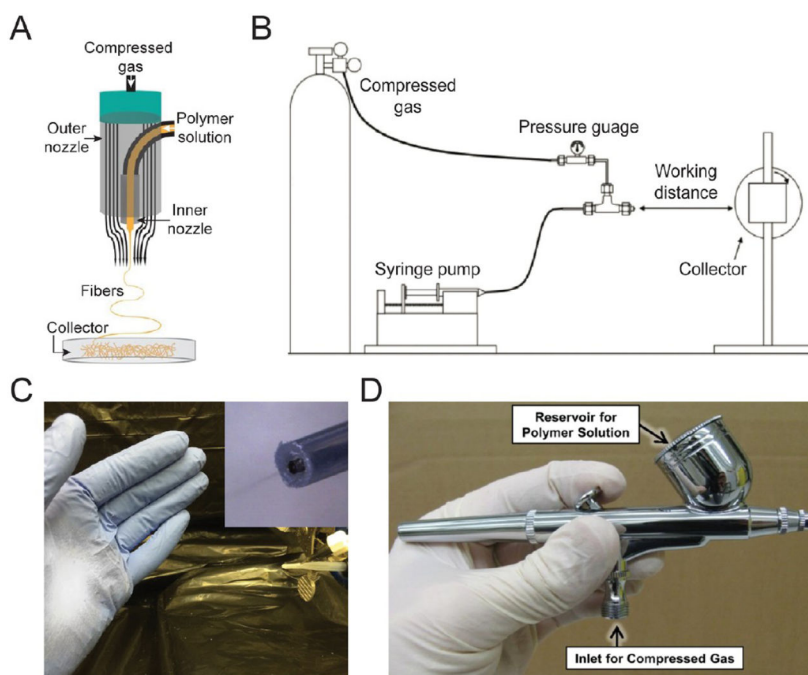 A
Compressed
gas
Outer
nozzle
Polymer
solution
Inner
nozzle
Fibers
Collector
B
Compressed
gas
Pressure guage
Working
distance
Syringe pump
Collector
C
D
Reservoir for
Polymer Solution
Inlet for Compressed Gas